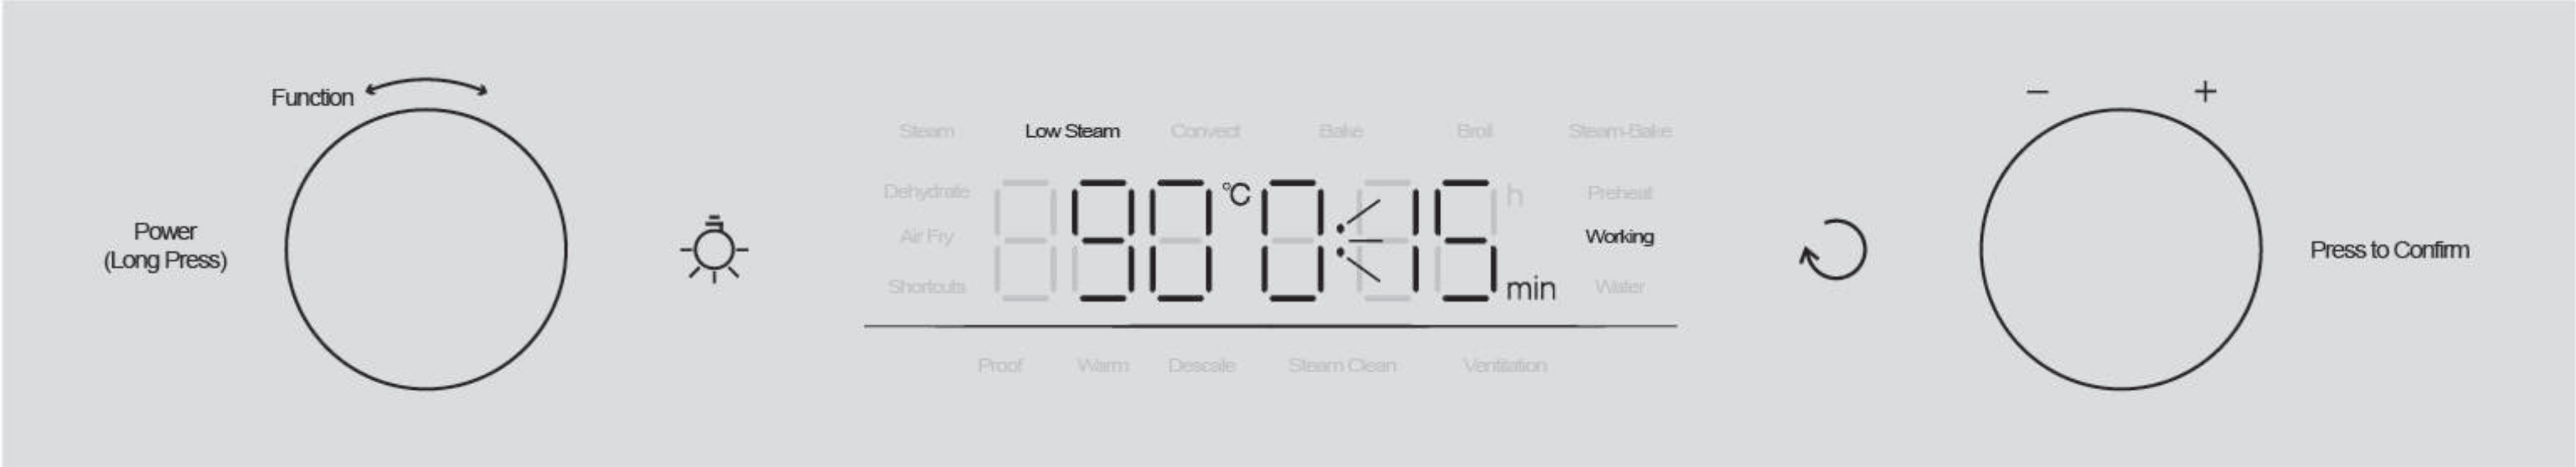 Function
− +
Steam Low Steam Convect Bake Broil Steam-Bake
Dehydrate h Preheat
Power
(Long Press)
Air Fry 90 °C 0:15 Working
Press to Confirm
Shortcuts min Water
Proof Warm Descale Steam Clean Ventilation